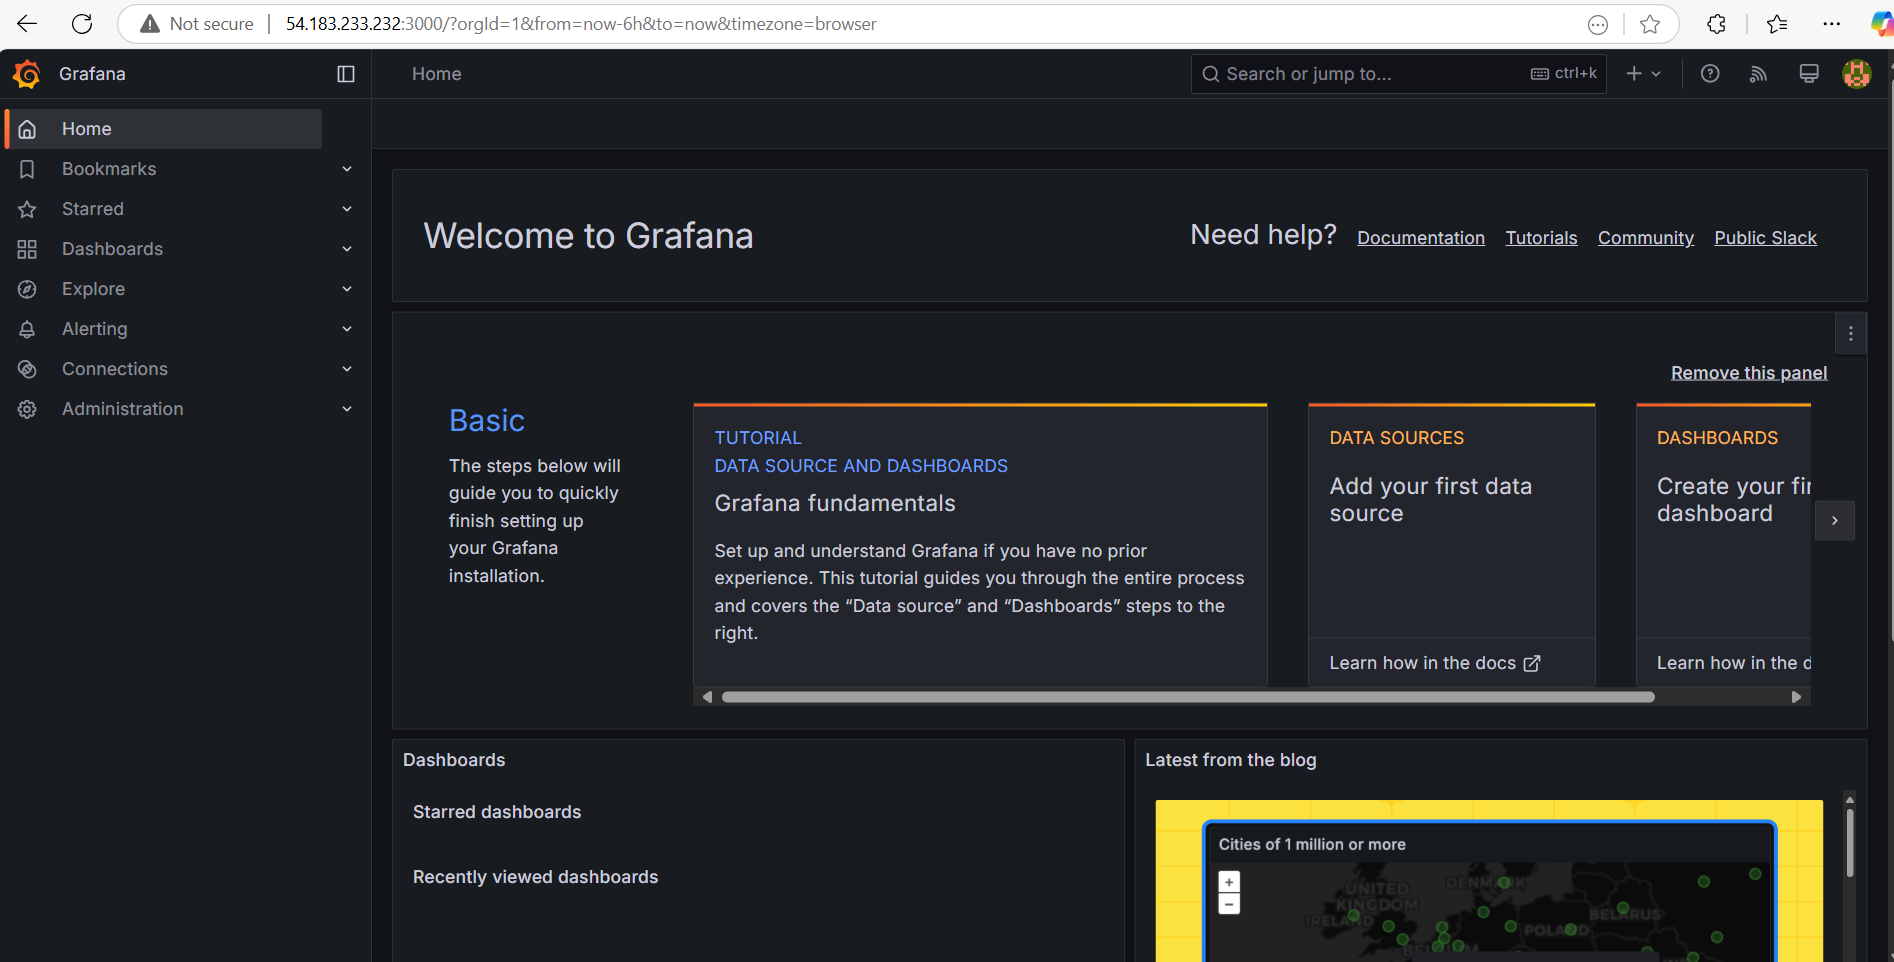 Not secure
54.183.233.232:3000/?orgId=1&from=now-6h&to=now&timezone=browser
Grafana
Home
Search or jump to...
ctrl+k
Home
Bookmarks
Starred
Dashboards
Explore
Alerting
Connections
Administration
Welcome to Grafana
Need help?
Documentation
Tutorials
Community
Public Slack
Remove this panel
Basic
The steps below will
guide you to quickly
finish setting up
your Grafana
installation.
TUTORIAL
DATA SOURCE AND DASHBOARDS
Grafana fundamentals
Set up and understand Grafana if you have no prior
experience. This tutorial guides you through the entire process
and covers the “Data source” and “Dashboards” steps to the
right.
DATA SOURCES
Add your first data
source
Learn how in the docs
DASHBOARDS
Create your
dashboard
Learn how in the
Dashboards
Starred dashboards
Recently viewed dashboards
Latest from the blog
Cities of 1 million or more
+
−
UNITED
KINGDOM
IRELAND
DENMARK
BELARUS
POLAND
BELGIUM